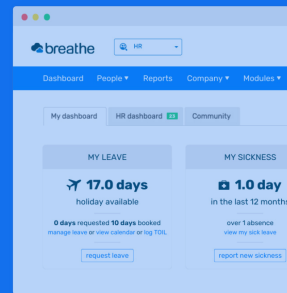 breathe
HR
Dashboard People Reports Company Modules
My dashboard HR dashboard Community
MY LEAVE
17.0 days
holiday available
0 days requested 10 days booked
manage leave or view calendar or log TOIL
request leave
MY SICKNESS
1.0 day
in the last 12 months
over 1 absence
view my sick leave
report new sickness